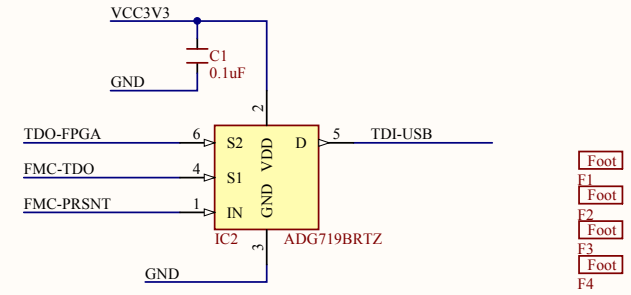 VCC3V3
C1
0.1uF
GND
2
TDO-FPGA 6 S2 VDD D 5 TDI-USB
FMC-TDO 4 S1
FMC-PRSNT 1 IN GND
3
IC2 ADG719BRTZ
GND
Foot
F1
Foot
F2
Foot
F3
Foot
F4